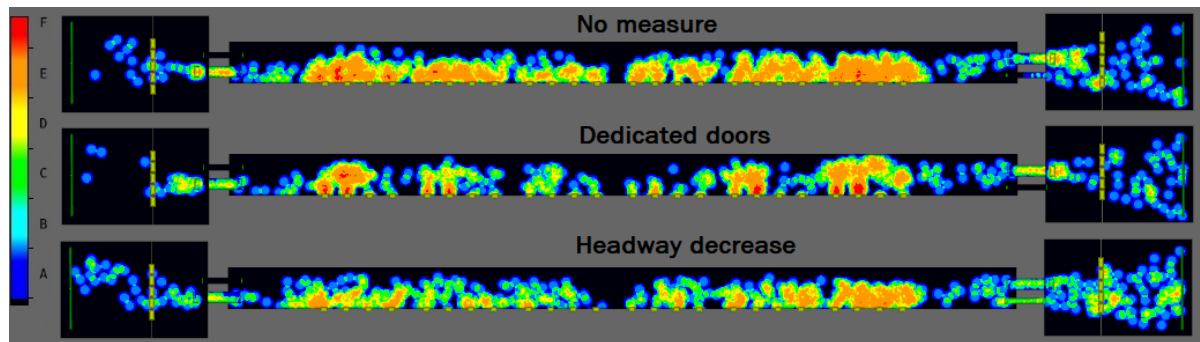 No measure
F
E
D
Dedicated doors
C
B
Headway decrease
A